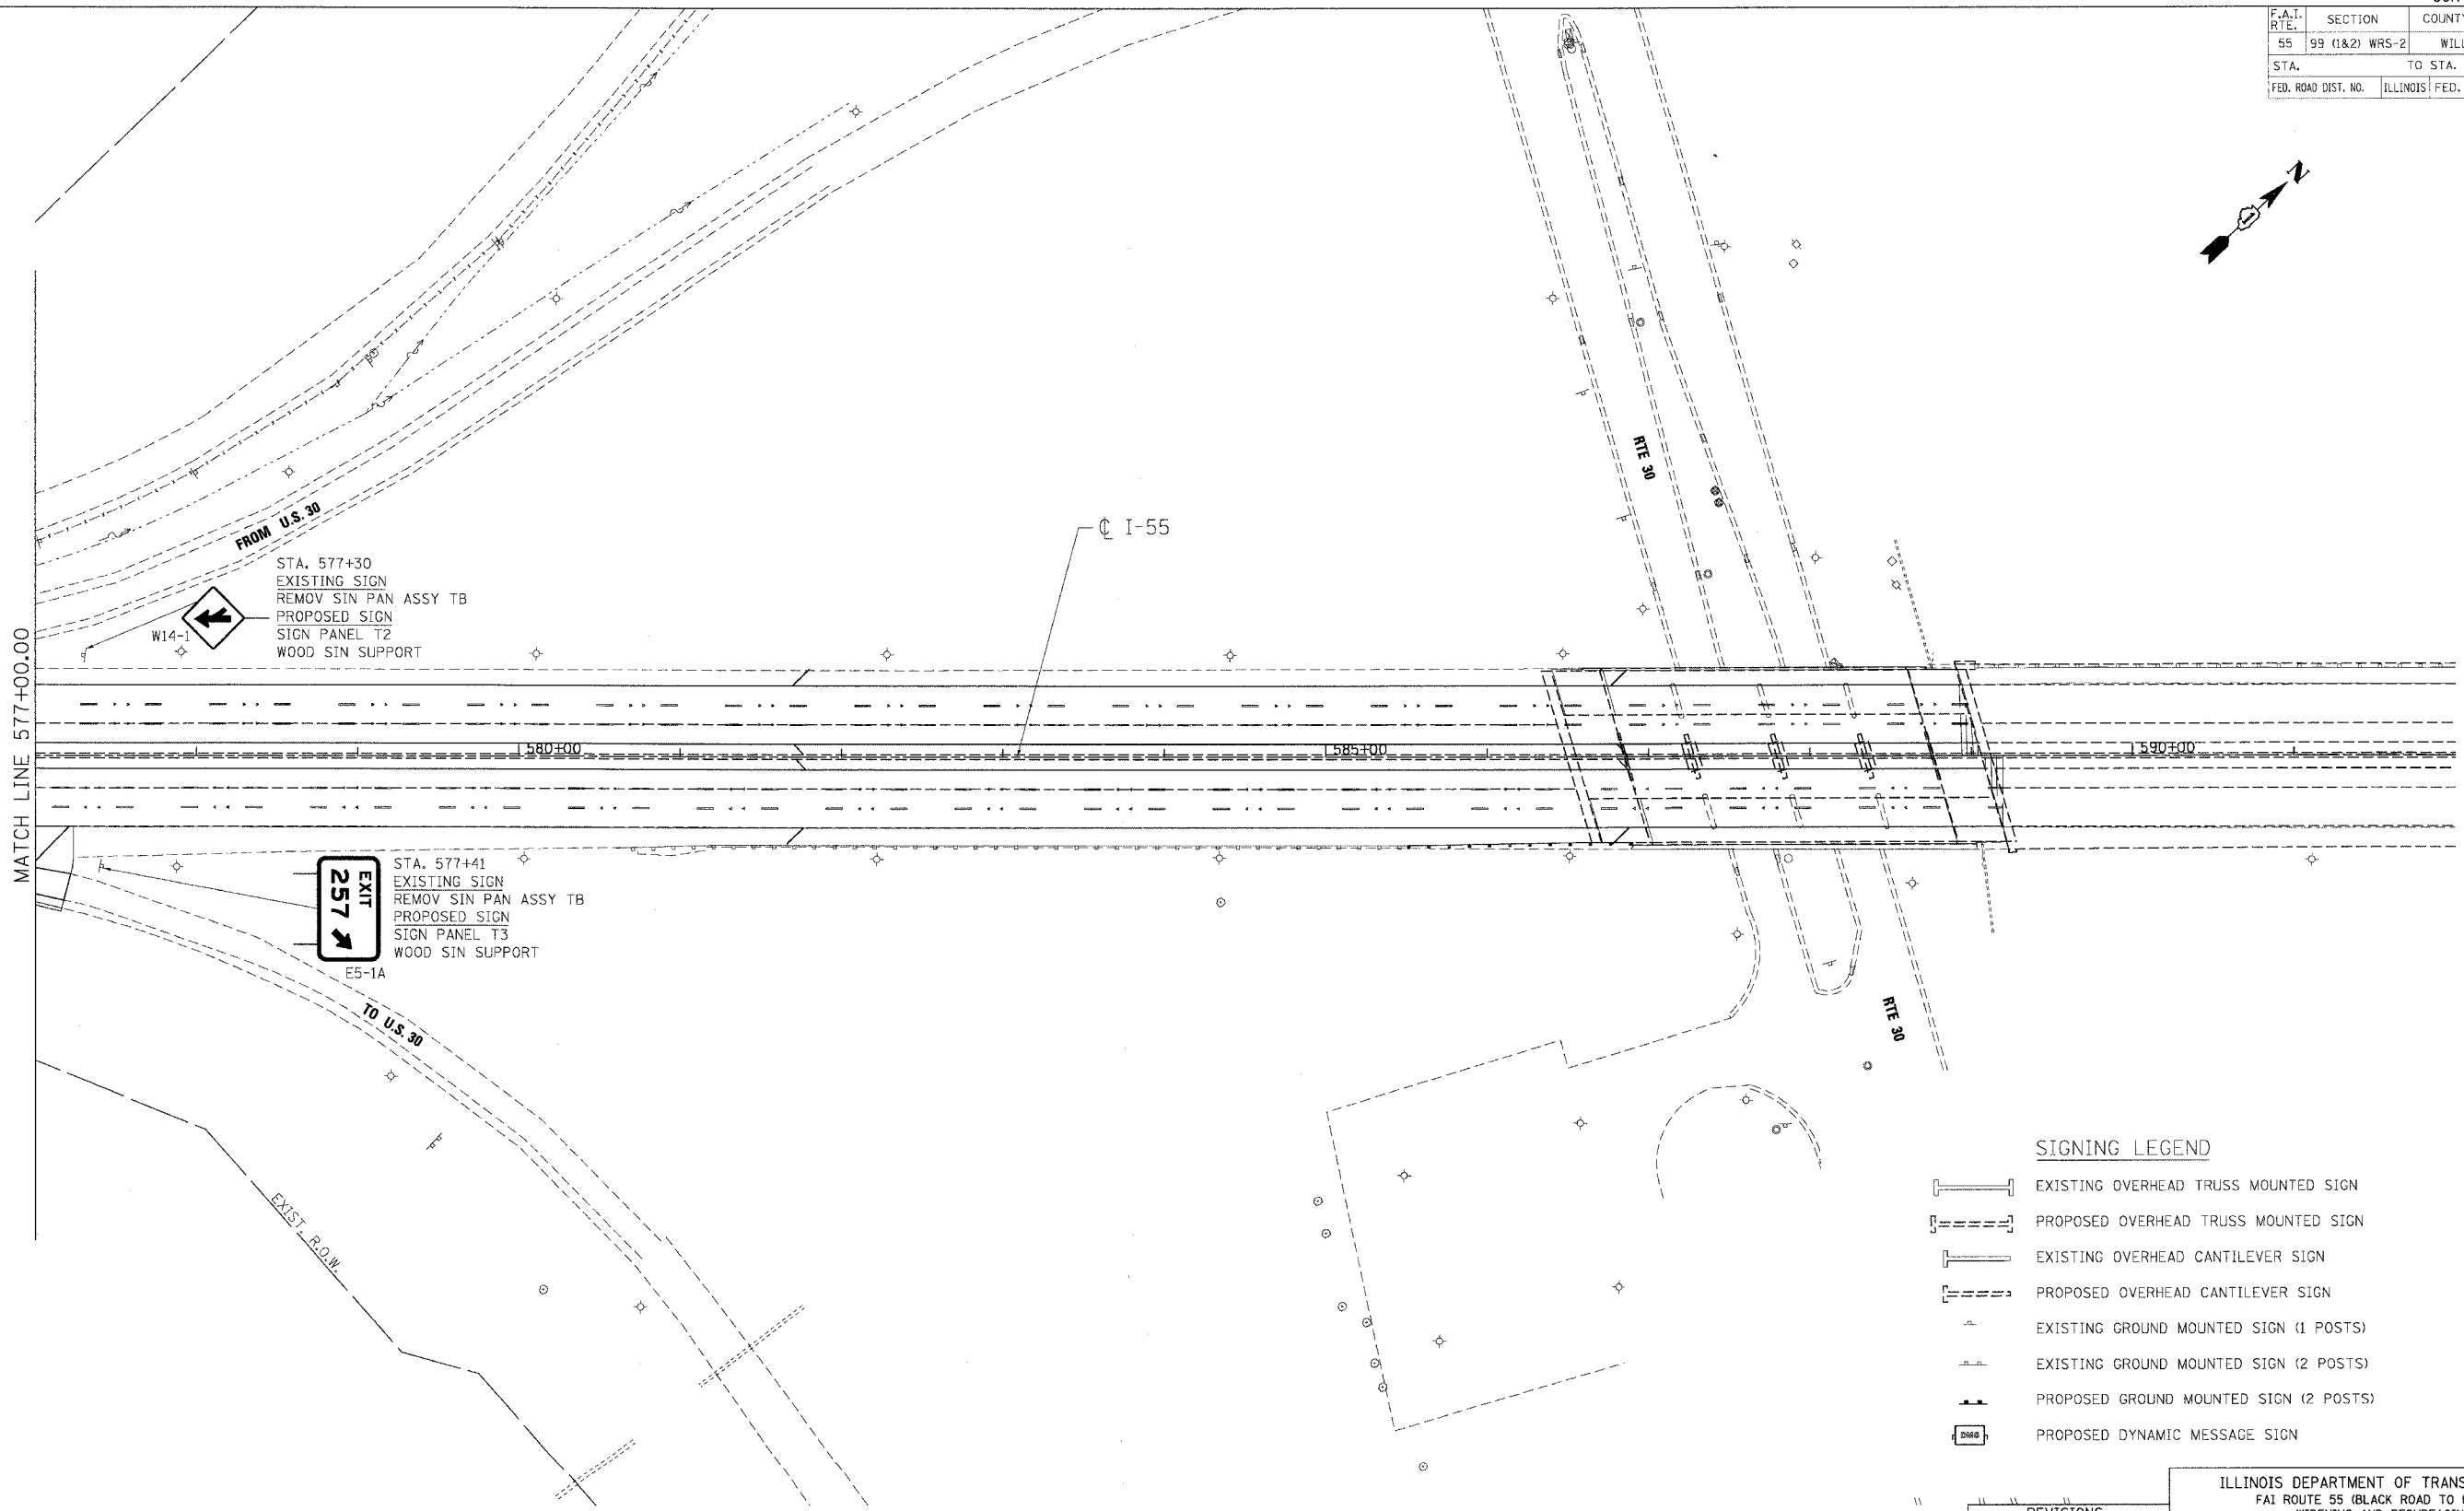 F.A.I. RTE. SECTION COUNTY
55 99 (1&2) WRS-2 WILL
STA. TO STA.
FED. ROAD DIST. NO. ILLINOIS FED.
N
RTE 30
FROM U.S. 30
℄ I-55
STA. 577+30
EXISTING SIGN
REMOV SIN PAN ASSY TB
PROPOSED SIGN
SIGN PANEL T2
WOOD SIN SUPPORT
W14-1
MATCH LINE 577+00.00
580+00
585+00
590+00
EXIT
257
STA. 577+41
EXISTING SIGN
REMOV SIN PAN ASSY TB
PROPOSED SIGN
SIGN PANEL T3
WOOD SIN SUPPORT
E5-1A
TO U.S. 30
RTE 30
EXIST. R.O.W.
SIGNING LEGEND
EXISTING OVERHEAD TRUSS MOUNTED SIGN
PROPOSED OVERHEAD TRUSS MOUNTED SIGN
EXISTING OVERHEAD CANTILEVER SIGN
PROPOSED OVERHEAD CANTILEVER SIGN
EXISTING GROUND MOUNTED SIGN (1 POSTS)
EXISTING GROUND MOUNTED SIGN (2 POSTS)
PROPOSED GROUND MOUNTED SIGN (2 POSTS)
PROPOSED DYNAMIC MESSAGE SIGN
ILLINOIS DEPARTMENT OF TRANS
FAI ROUTE 55 (BLACK ROAD TO